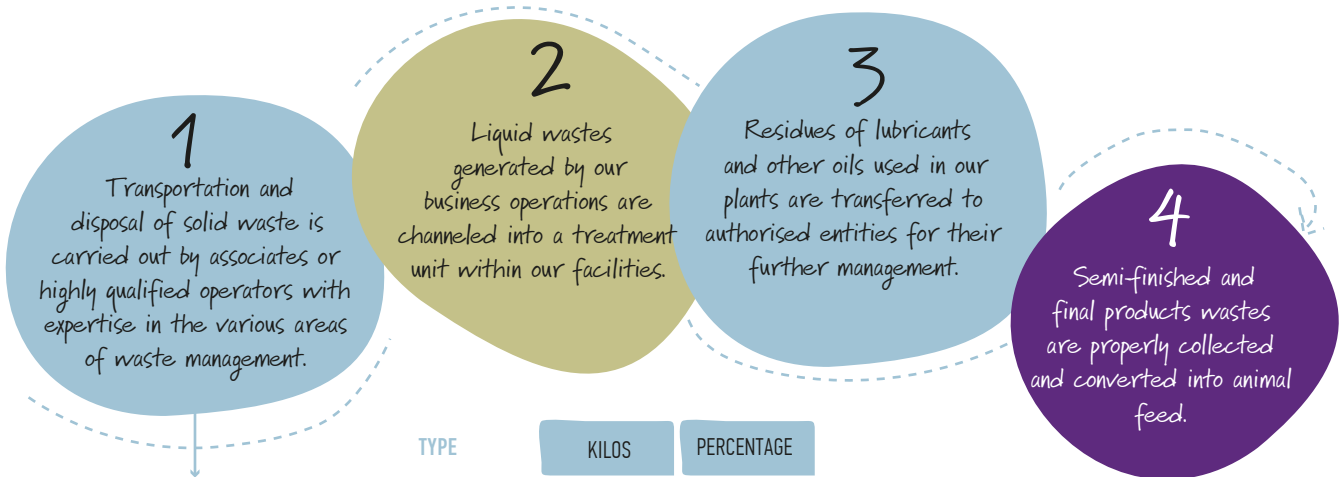 1
Transportation and
disposal of solid waste is
carried out by associates or
highly qualified operators with
expertise in the various areas
of waste management.
2
Liquid wastes
generated by our
business operations are
channeled into a treatment
unit within our facilities.
3
Residues of lubricants
and other oils used in our
plants are transferred to
authorised entities for their
further management.
4
Semi-finished and
final products wastes
are properly collected
and converted into animal
feed.
TYPE KILOS PERCENTAGE